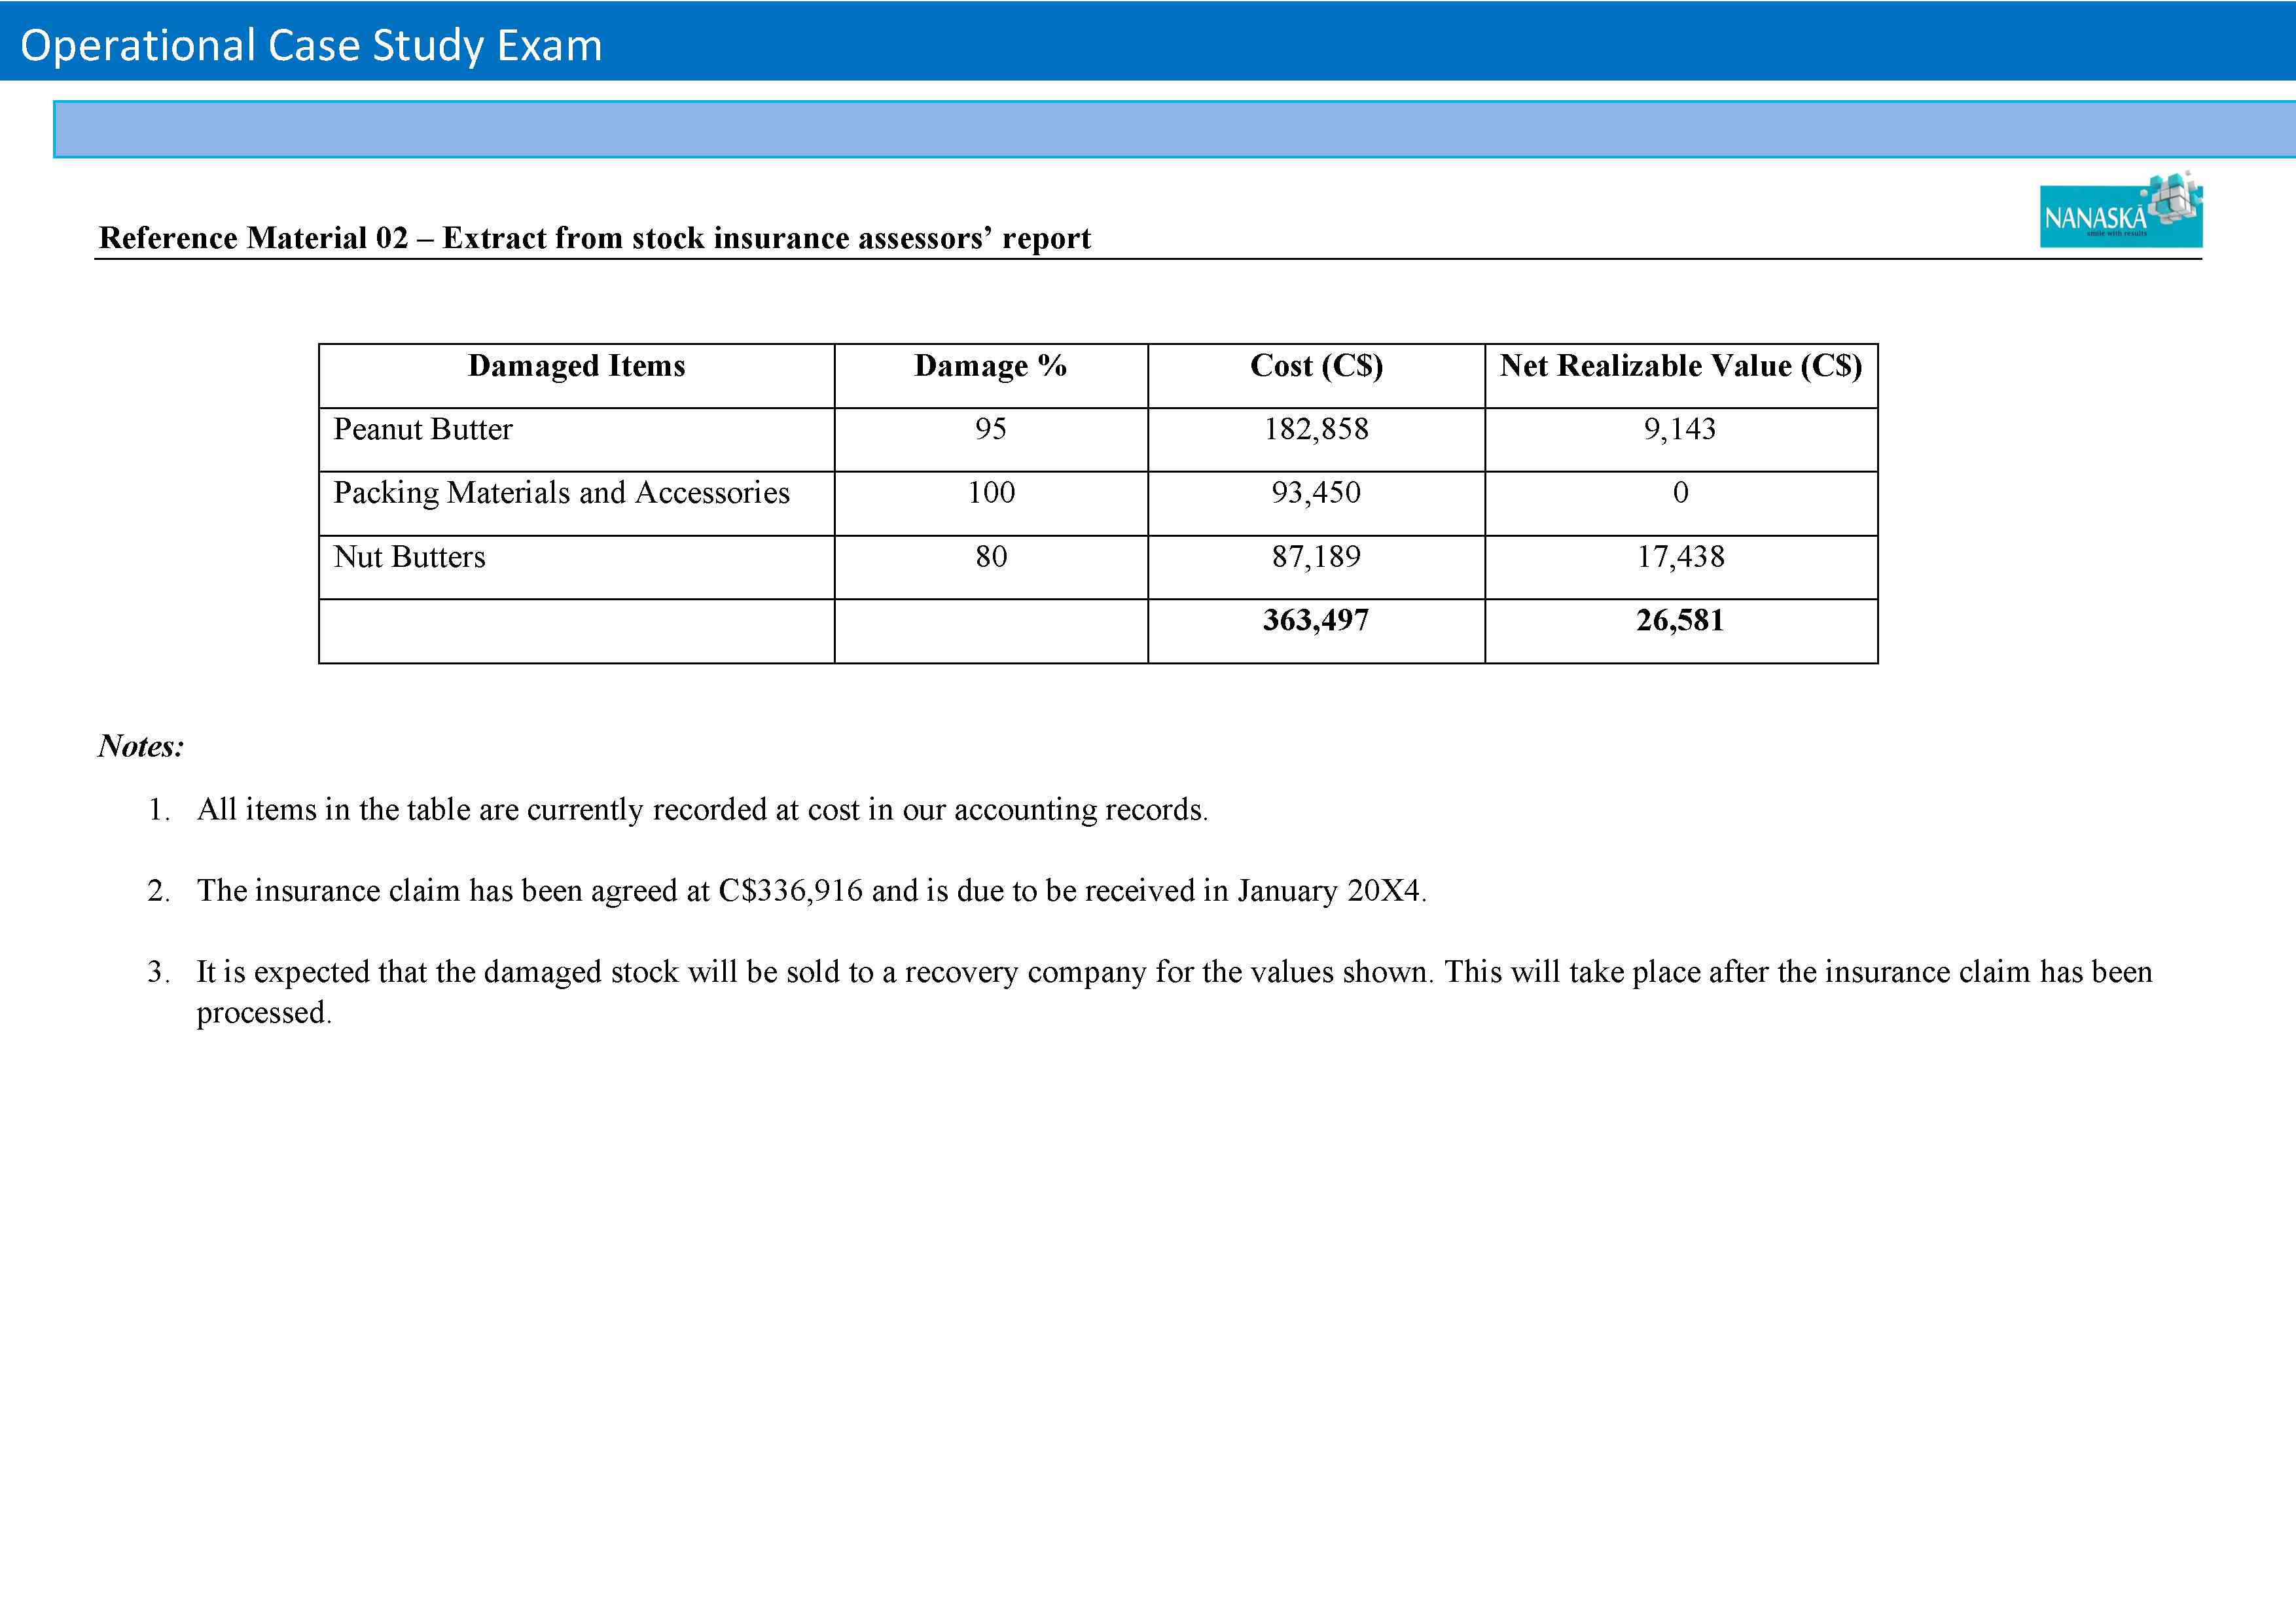 Operational Case Study Exam
NANASKĀ
smile with results
Reference Material 02 – Extract from stock insurance assessors’ report
Damaged Items Damage % Cost (C$) Net Realizable Value (C$)
Peanut Butter 95 182,858 9,143
Packing Materials and Accessories 100 93,450 0
Nut Butters 80 87,189 17,438
363,497 26,581
Notes:
1. All items in the table are currently recorded at cost in our accounting records.
2. The insurance claim has been agreed at C$336,916 and is due to be received in January 20X4.
3. It is expected that the damaged stock will be sold to a recovery company for the values shown. This will take place after the insurance claim has been
processed.